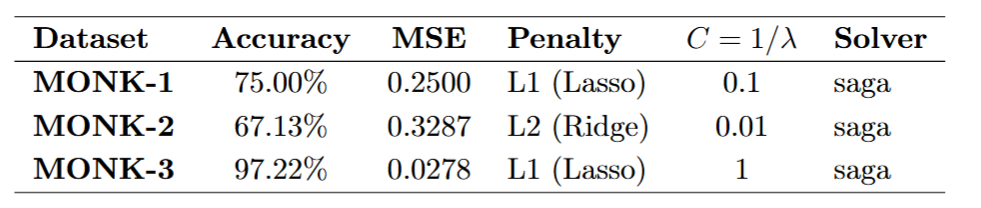 Dataset Accuracy MSE Penalty C = 1/λ Solver
MONK-1 75.00% 0.2500 L1 (Lasso) 0.1 saga
MONK-2 67.13% 0.3287 L2 (Ridge) 0.01 saga
MONK-3 97.22% 0.0278 L1 (Lasso) 1 saga